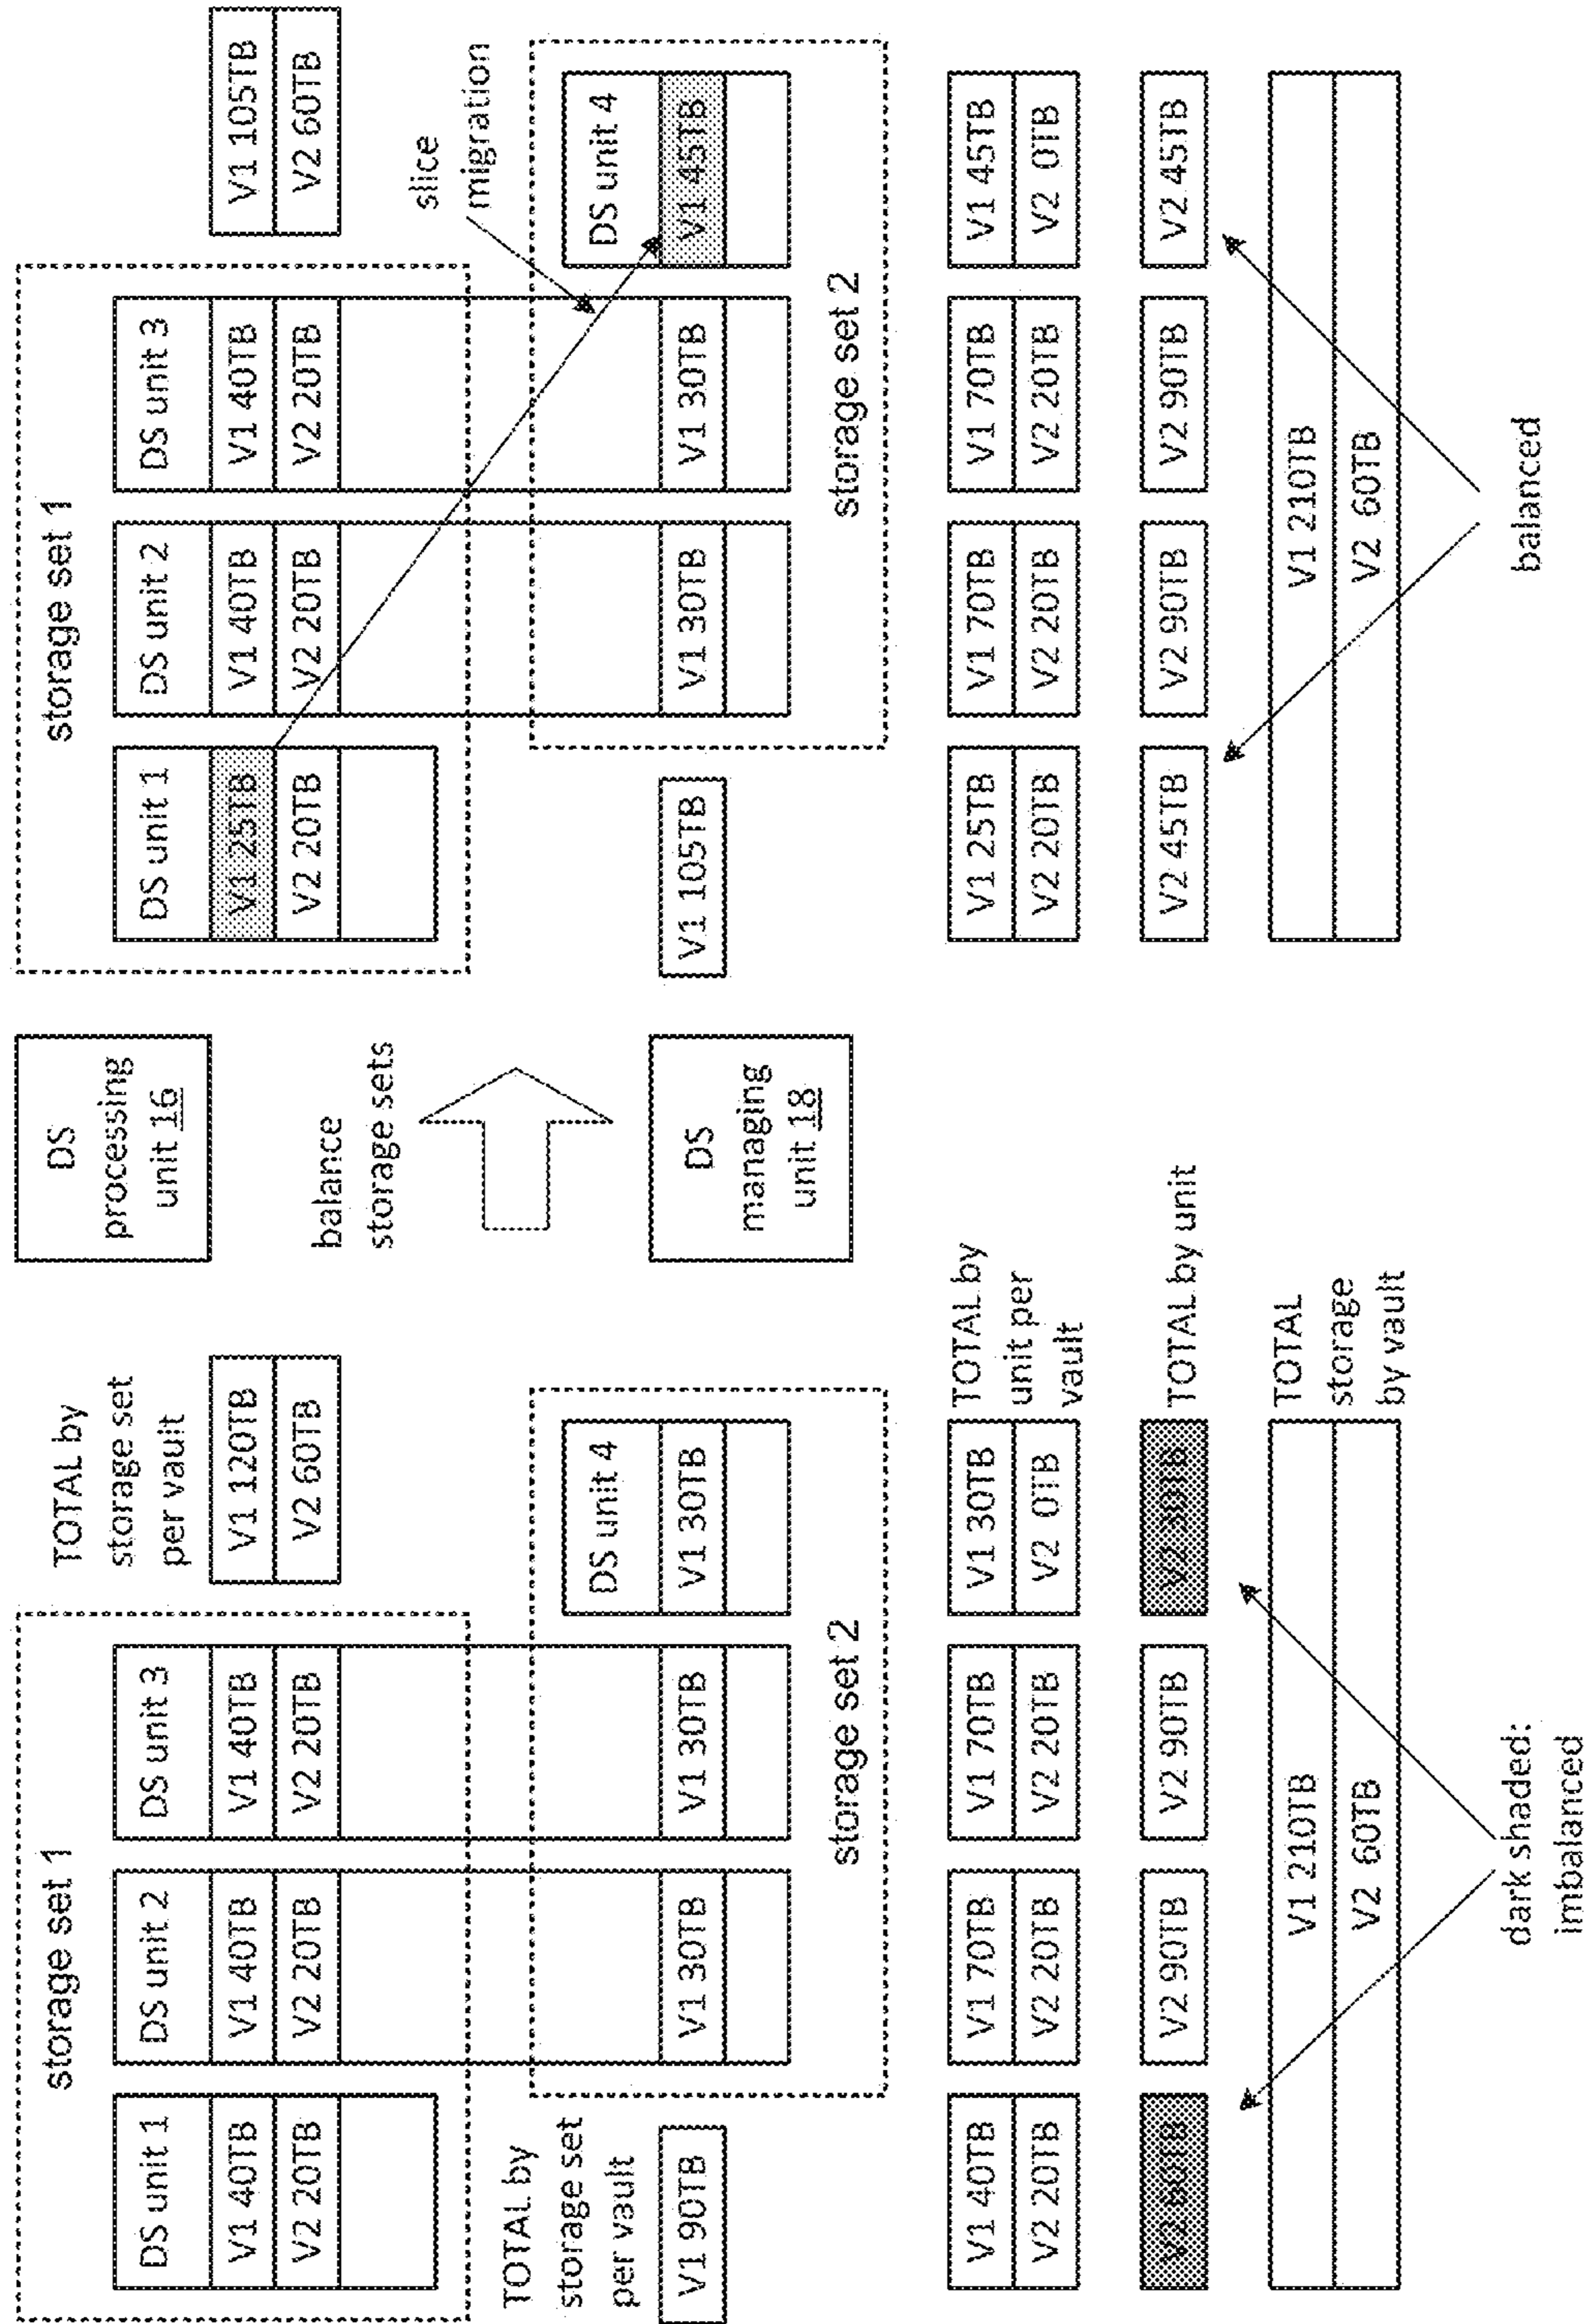 storage set 1
DS unit 1
DS unit 2
DS unit 3
V1 40TB
V1 40TB
V1 40TB
V2 20TB
V2 20TB
V2 20TB
TOTAL by
storage set
per vault
V1 120TB
V2 60TB
TOTAL by
storage set
per vault
V1 90TB
DS unit 4
V1 30TB
V1 30TB
V1 30TB
storage set 2
V1 40TB
V1 70TB
V1 70TB
V1 30TB
V2 20TB
V2 20TB
V2 20TB
V2 0TB
TOTAL by
unit per
vault
V2 90TB
V2 90TB
V2 30TB
TOTAL by unit
V1 210TB
V2 60TB
TOTAL
storage
by vault
dark shaded:
imbalanced
DS
processing
unit 16
balance
storage sets
DS
managing
unit 18
storage set 1
DS unit 1
DS unit 2
DS unit 3
V1 25TB
V1 40TB
V1 40TB
V2 20TB
V2 20TB
V2 20TB
V1 105TB
V2 60TB
slice
migration
V1 105TB
DS unit 4
V1 30TB
V1 30TB
V1 45TB
storage set 2
V1 25TB
V1 70TB
V1 70TB
V1 45TB
V2 20TB
V2 20TB
V2 20TB
V2 0TB
V2 45TB
V2 90TB
V2 90TB
V2 45TB
V1 210TB
V2 60TB
balanced